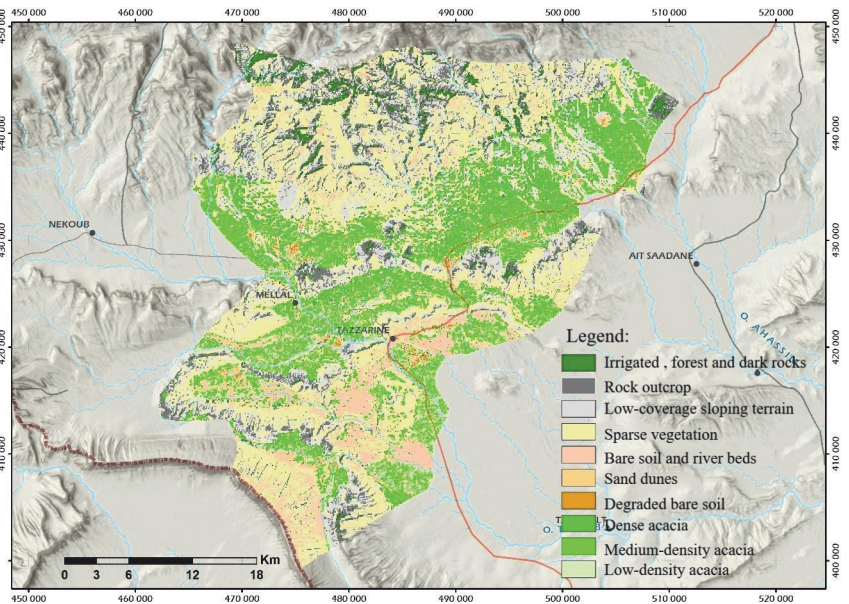 450 000 460 000 470 000 480 000 490 000 500 000 510 000 520 000
450 000 450 000
440 000 440 000
NEKOUB
430 000 430 000
AIT SAADANE
MELLAL
O. AHASSIA
TAZZARINE
420 000 420 000
Legend:
Irrigated , forest and dark rocks
Rock outcrop
Low-coverage sloping terrain
Sparse vegetation
Bare soil and river beds
Sand dunes
Degraded bare soil
Dense acacia
Medium-density acacia
Low-density acacia
410 000 410 000
O. T
400 000 400 000
Km
0 3 6 12 18
450 000 460 000 470 000 480 000 490 000 500 000 510 000 520 000